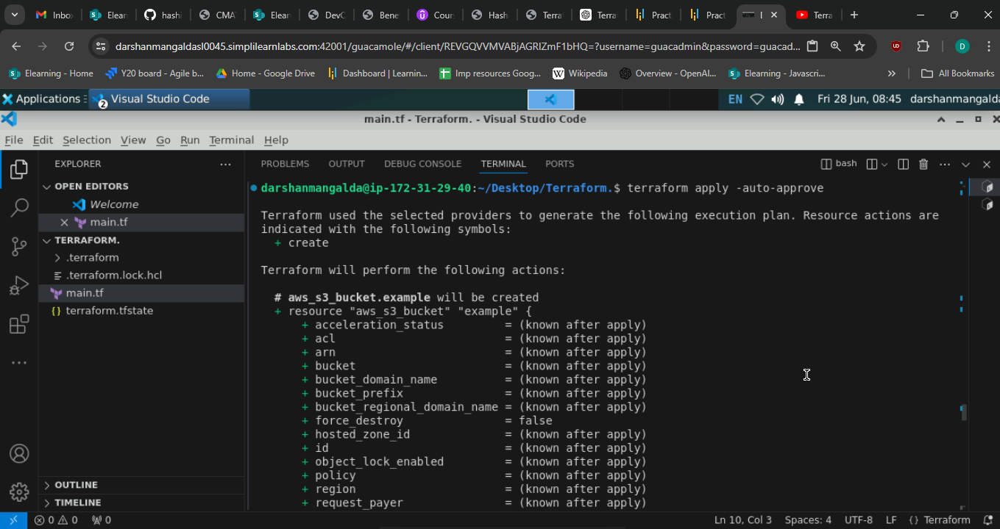 Inbo
Elear
hashi
CMA
Elear
DevC
Bene
Cour
Hash
Terra
Terra
Pract
Pract
Terra
darshanmangaldasl0045.simplilearnlabs.com:42001/guacamole/#/client/REVGQVVMVABjAGRIZmF1bHQ=?username=guacadmin&password=guacad...
Elearning - Home
Y20 board - Agile b...
Home - Google Drive
Dashboard | Learnin...
Imp resources Goog...
Wikipedia
Overview - OpenAI...
Elearning - Javascri...
All Bookmarks
Applications
2 Visual Studio Code
EN
Fri 28 Jun, 08:45 darshanmangalda
main.tf - Terraform. - Visual Studio Code
File Edit Selection View Go Run Terminal Help
EXPLORER
PROBLEMS OUTPUT DEBUG CONSOLE TERMINAL PORTS
bash
OPEN EDITORS
Welcome
main.tf
TERRAFORM.
.terraform
.terraform.lock.hcl
main.tf
{} terraform.tfstate
OUTLINE
TIMELINE
darshanmangalda@ip-172-31-29-40:~/Desktop/Terraform.$ terraform apply -auto-approve
Terraform used the selected providers to generate the following execution plan. Resource actions are
indicated with the following symbols:
+ create
Terraform will perform the following actions:
# aws_s3_bucket.example will be created
+ resource "aws_s3_bucket" "example" {
+ acceleration_status = (known after apply)
+ acl = (known after apply)
+ arn = (known after apply)
+ bucket = (known after apply)
+ bucket_domain_name = (known after apply)
+ bucket_prefix = (known after apply)
+ bucket_regional_domain_name = (known after apply)
+ force_destroy = false
+ hosted_zone_id = (known after apply)
+ id = (known after apply)
+ object_lock_enabled = (known after apply)
+ policy = (known after apply)
+ region = (known after apply)
+ request_payer = (known after apply)
0 0 0
Ln 10, Col 3 Spaces: 4 UTF-8 LF {} Terraform